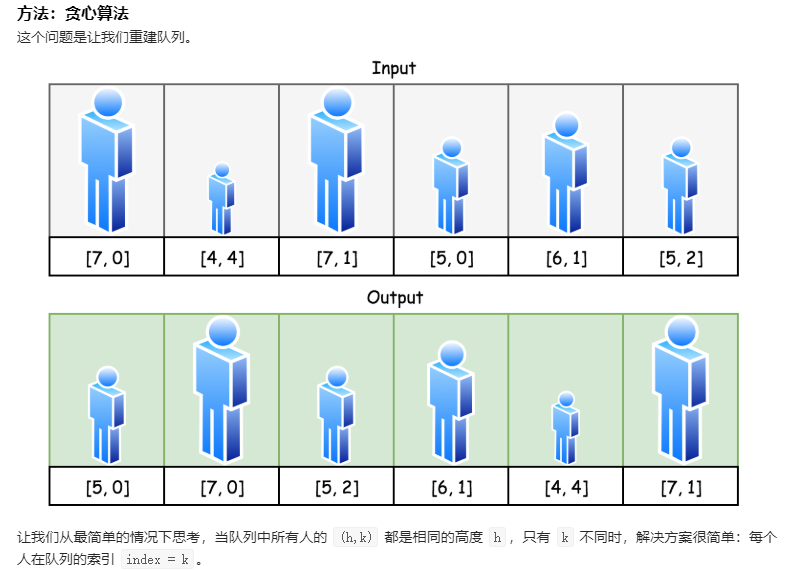 方法：贪心算法
这个问题是让我们重建队列。
Input
[7, 0] [4, 4] [7, 1] [5, 0] [6, 1] [5, 2]
Output
[5, 0] [7, 0] [5, 2] [6, 1] [4, 4] [7, 1]
让我们从最简单的情况下思考，当队列中所有人的 (h,k) 都是相同的高度 h ，只有 k 不同时，解决方案很简单：每个
人在队列的索引 index = k 。